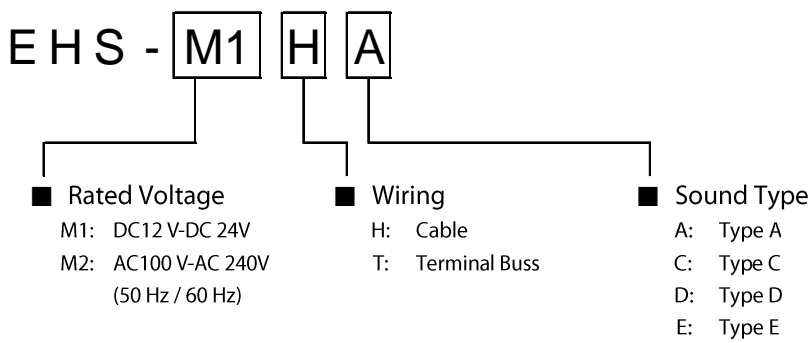 EHS-M1HA
■ Rated Voltage
M1: DC12 V-DC 24V
M2: AC100 V-AC 240V
(50 Hz / 60 Hz)
■ Wiring
H: Cable
T: Terminal Buss
■ Sound Type
A: Type A
C: Type C
D: Type D
E: Type E